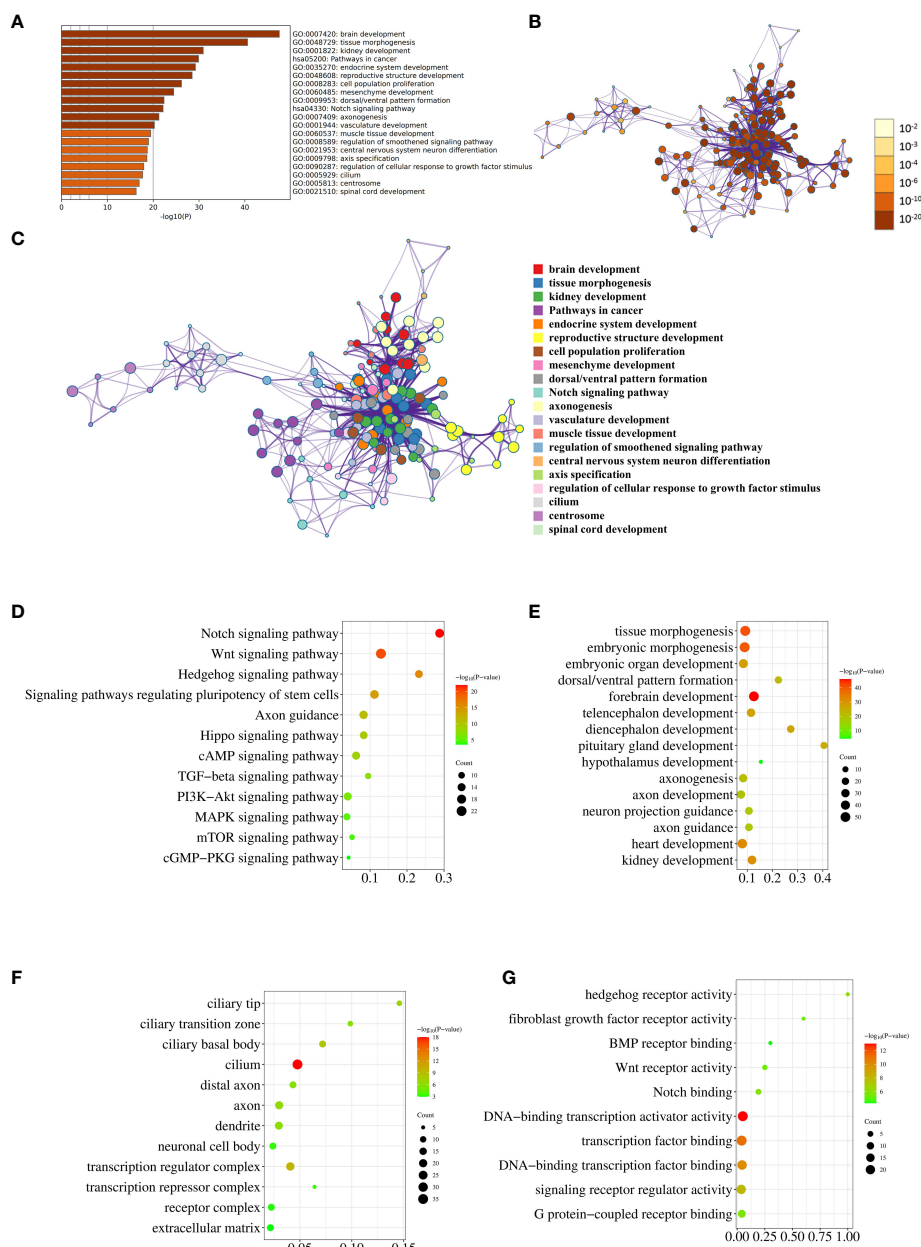 A
GO:0007420: brain development
GO:0048729: tissue morphogenesis
GO:0001822: kidney development
hsa05200: Pathways in cancer
GO:0035270: endocrine system development
GO:0048608: reproductive structure development
GO:0008283: cell population proliferation
GO:0060485: mesenchyme development
GO:0009953: dorsal/ventral pattern formation
hsa04330: Notch signaling pathway
GO:0007409: axonogenesis
GO:0001944: vasculature development
GO:0060537: muscle tissue development
GO:0008589: regulation of smoothened signaling pathway
GO:0021953: central nervous system neuron differentiation
GO:0009798: axis specification
GO:0090287: regulation of cellular response to growth factor stimulus
GO:0005929: cilium
GO:0005813: centrosome
GO:0021510: spinal cord development
0 10 20 30 40
-log10(P)
B
10-2
10-3
10-4
10-6
10-10
10-20
C
brain development
tissue morphogenesis
kidney development
Pathways in cancer
endocrine system development
reproductive structure development
cell population proliferation
mesenchyme development
dorsal/ventral pattern formation
Notch signaling pathway
axonogenesis
vasculature development
muscle tissue development
regulation of smoothened signaling pathway
central nervous system neuron differentiation
axis specification
regulation of cellular response to growth factor stimulus
cilium
centrosome
spinal cord development
D
Notch signaling pathway
Wnt signaling pathway
Hedgehog signaling pathway
Signaling pathways regulating pluripotency of stem cells
Axon guidance
Hippo signaling pathway
cAMP signaling pathway
TGF−beta signaling pathway
PI3K−Akt signaling pathway
MAPK signaling pathway
mTOR signaling pathway
cGMP−PKG signaling pathway
0.1 0.2 0.3
−log10(P−value)
20
15
10
5
Count
10
14
18
22
E
tissue morphogenesis
embryonic morphogenesis
embryonic organ development
dorsal/ventral pattern formation
forebrain development
telencephalon development
diencephalon development
pituitary gland development
hypothalamus development
axonogenesis
axon development
neuron projection guidance
axon guidance
heart development
kidney development
0.1 0.2 0.3 0.4
−log10(P−value)
40
30
20
10
Count
10
20
30
40
50
F
ciliary tip
ciliary transition zone
ciliary basal body
cilium
distal axon
axon
dendrite
neuronal cell body
transcription regulator complex
transcription repressor complex
receptor complex
extracellular matrix
0.05 0.10 0.15
−log10(P−value)
18
15
12
9
6
3
Count
5
10
15
20
25
30
35
G
hedgehog receptor activity
fibroblast growth factor receptor activity
BMP receptor binding
Wnt receptor activity
Notch binding
DNA−binding transcription activator activity
transcription factor binding
DNA−binding transcription factor binding
signaling receptor regulator activity
G protein−coupled receptor binding
0.00 0.25 0.50 0.75 1.00
−log10(P−value)
12
10
8
6
Count
5
10
15
20